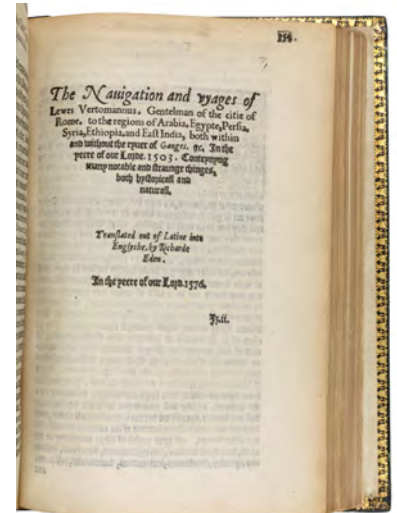 354.
The Nauigation and vyages of
Lewes Vertomannus, Gentelman of the citie of
Rome, to the regions of Arabia, Egypte, Persia,
Syria, Ethiopia, and East India, both within
and without the ryuer of Ganges. &c. In the
yeere of our Lorde. 1503. Conteynyng
many notable and straunge thinges,
both hystoricall and
naturall.
Translated out of Latine into
Englyshe, by Richarde
Eden.
In the yeere of our Lord. 1576.